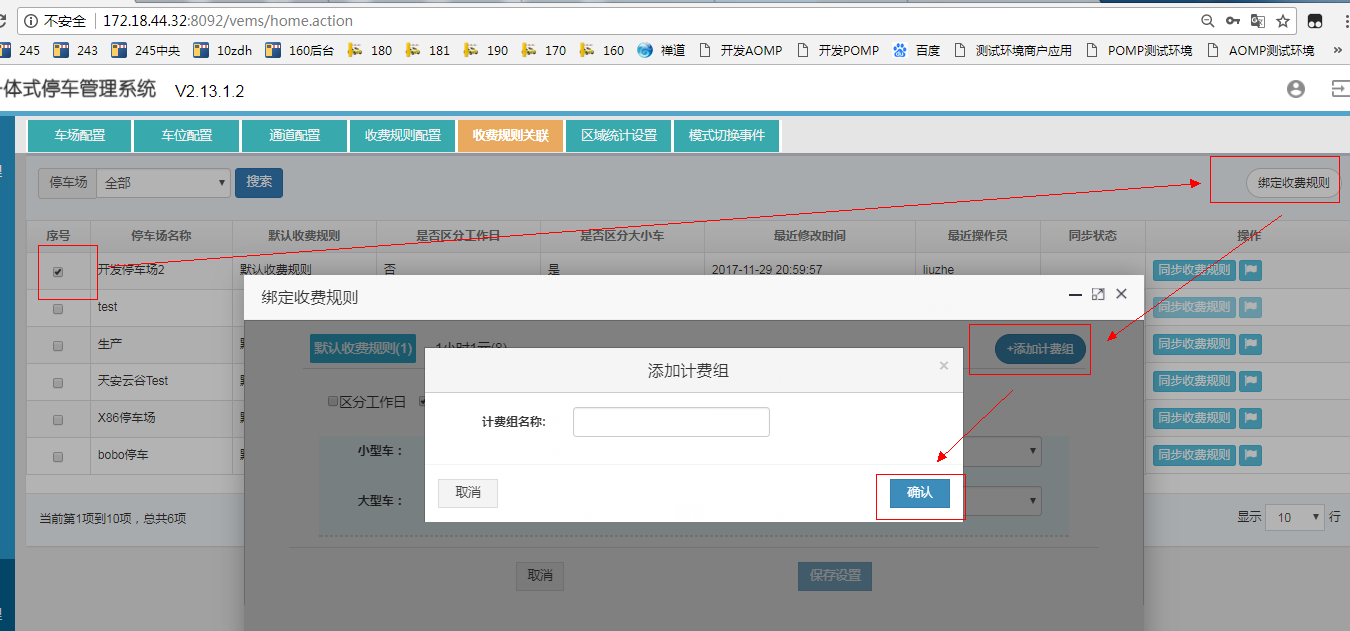 不安全 172.18.44.32:8092/vems/home.action
245 243 245中央 10zdh 160后台 180 181 190 170 160 禅道 开发AOMP 开发POMP 百度 测试环境商户应用 POMP测试环境 AOMP测试环境 »
体式停车管理系统 V2.13.1.2
车场配置 车位配置 通道配置 收费规则配置 收费规则关联 区域统计设置 模式切换事件
停车场 全部 搜索 绑定收费规则
序号 停车场名称 默认收费规则 是否区分工作日 是否区分大小车 最近修改时间 最近操作员 同步状态 操作
开发停车场2 默认收费规则 否 是 2017-11-29 20:59:57 liuzhe 同步收费规则
绑定收费规则
test 同步收费规则
生产 同步收费规则
默认收费规则(1) 1小时1元(8) +添加计费组
添加计费组 ×
天安云谷Test 同步收费规则
区分工作日
X86停车场 同步收费规则
计费组名称:
bobo停车 同步收费规则
小型车：
取消 确认
大型车：
当前第1项到10项，总共6项 显示 10 行
取消 保存设置